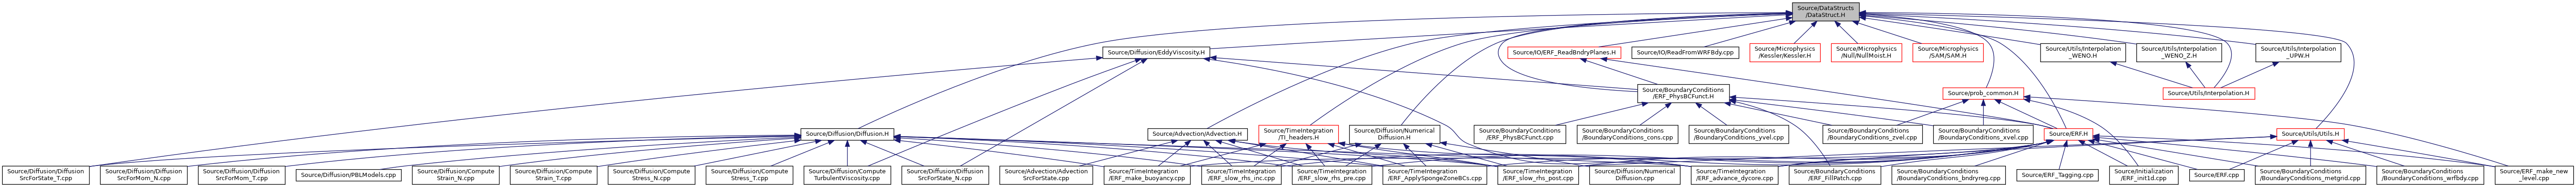 Source/DataStructs
/DataStruct.H
Source/Diffusion/EddyViscosity.H
Source/IO/ERF_ReadBndryPlanes.H
Source/IO/ReadFromWRFBdy.cpp
Source/Microphysics
/Kessler/Kessler.H
Source/Microphysics
/Null/NullMoist.H
Source/Microphysics
/SAM/SAM.H
Source/Utils/Interpolation
_WENO.H
Source/Utils/Interpolation
_WENO_Z.H
Source/Utils/Interpolation
_UPW.H
Source/BoundaryConditions
/ERF_PhysBCFunct.H
Source/prob_common.H
Source/Utils/Interpolation.H
Source/Diffusion/Diffusion.H
Source/Advection/Advection.H
Source/TimeIntegration
/TI_headers.H
Source/Diffusion/Numerical
Diffusion.H
Source/BoundaryConditions
/ERF_PhysBCFunct.cpp
Source/BoundaryConditions
/BoundaryConditions_cons.cpp
Source/BoundaryConditions
/BoundaryConditions_yvel.cpp
Source/BoundaryConditions
/BoundaryConditions_zvel.cpp
Source/BoundaryConditions
/BoundaryConditions_xvel.cpp
Source/ERF.H
Source/Utils/Utils.H
Source/Diffusion/Diffusion
SrcForState_T.cpp
Source/Diffusion/Diffusion
SrcForMom_N.cpp
Source/Diffusion/Diffusion
SrcForMom_T.cpp
Source/Diffusion/PBLModels.cpp
Source/Diffusion/Compute
Strain_N.cpp
Source/Diffusion/Compute
Strain_T.cpp
Source/Diffusion/Compute
Stress_N.cpp
Source/Diffusion/Compute
Stress_T.cpp
Source/Diffusion/Compute
TurbulentViscosity.cpp
Source/Diffusion/Diffusion
SrcForState_N.cpp
Source/Advection/Advection
SrcForState.cpp
Source/TimeIntegration
/ERF_make_buoyancy.cpp
Source/TimeIntegration
/ERF_slow_rhs_inc.cpp
Source/TimeIntegration
/ERF_slow_rhs_pre.cpp
Source/TimeIntegration
/ERF_ApplySpongeZoneBCs.cpp
Source/TimeIntegration
/ERF_slow_rhs_post.cpp
Source/Diffusion/Numerical
Diffusion.cpp
Source/TimeIntegration
/ERF_advance_dycore.cpp
Source/BoundaryConditions
/ERF_FillPatch.cpp
Source/BoundaryConditions
/BoundaryConditions_bndryreg.cpp
Source/ERF_Tagging.cpp
Source/Initialization
/ERF_init1d.cpp
Source/ERF.cpp
Source/BoundaryConditions
/BoundaryConditions_metgrid.cpp
Source/BoundaryConditions
/BoundaryConditions_wrfbdy.cpp
Source/ERF_make_new
_level.cpp